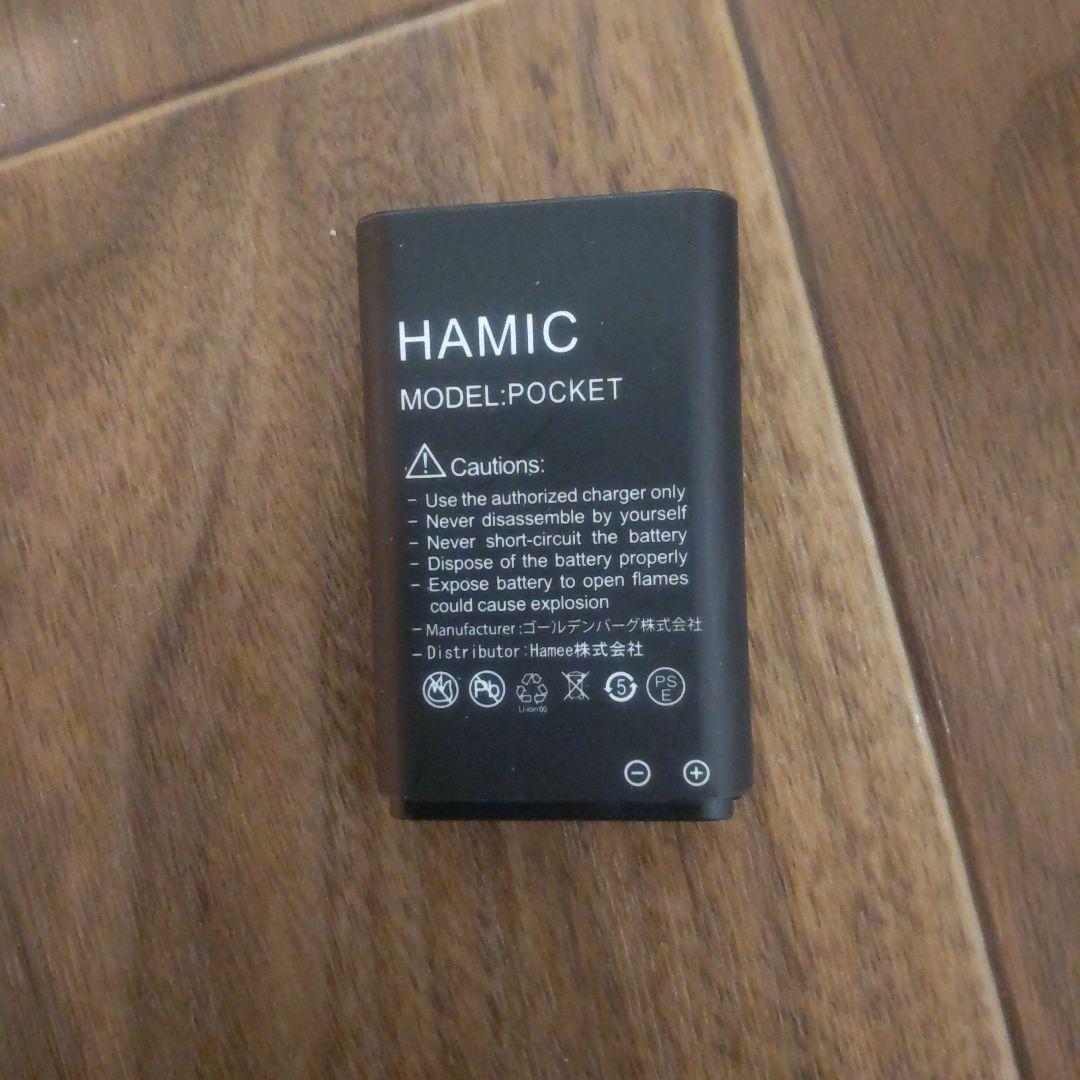 HAMIC
MODEL:POCKET
Cautions:
- Use the authorized charger only
- Never disassemble by yourself
- Never short-circuit the battery
- Dispose of the battery properly
- Expose battery to open flames
could cause explosion
- Manufacturer:ゴールデンバーグ株式会社
- Distributor:Hamee株式会社
Pb 5 PS E
Li-ion00
- +